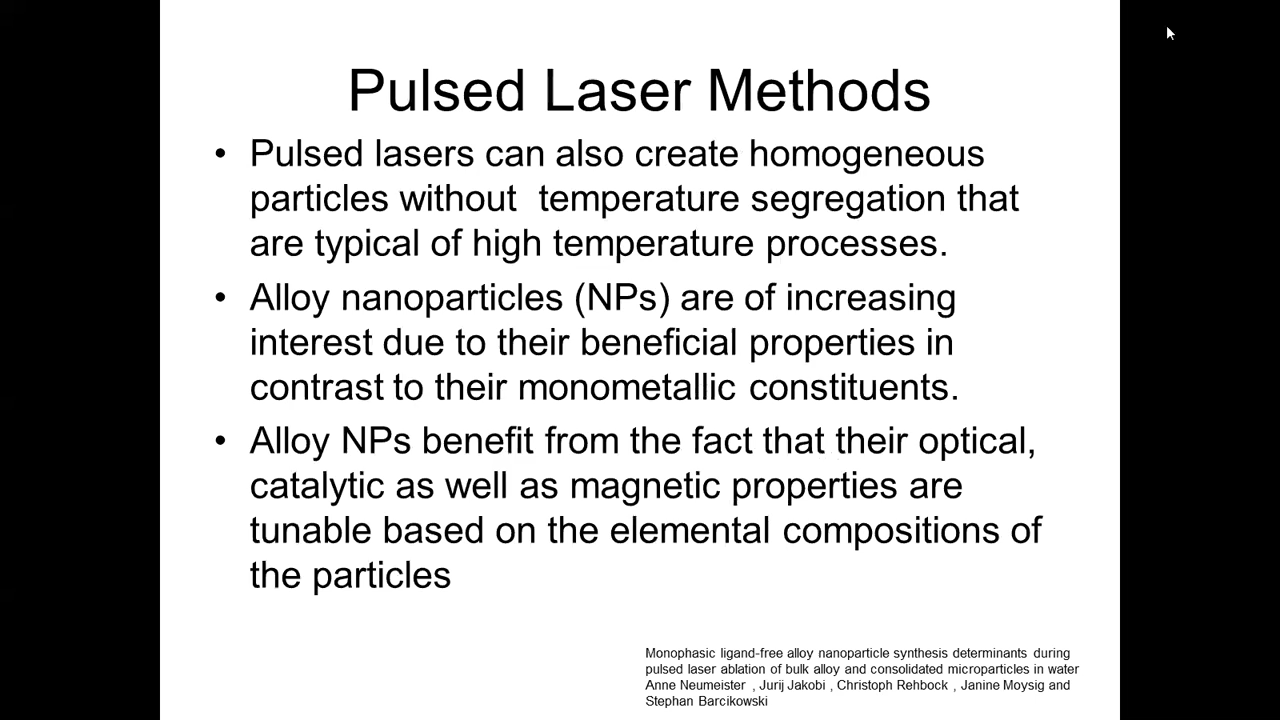 Pulsed Laser Methods
• Pulsed lasers can also create homogeneous
particles without  temperature segregation that
are typical of high temperature processes.
• Alloy nanoparticles (NPs) are of increasing
interest due to their beneficial properties in
contrast to their monometallic constituents.
• Alloy NPs benefit from the fact that their optical,
catalytic as well as magnetic properties are
tunable based on the elemental compositions of
the particles
Monophasic ligand-free alloy nanoparticle synthesis determinants during
pulsed laser ablation of bulk alloy and consolidated microparticles in water
Anne Neumeister , Jurij Jakobi , Christoph Rehbock , Janine Moysig and
Stephan Barcikowski